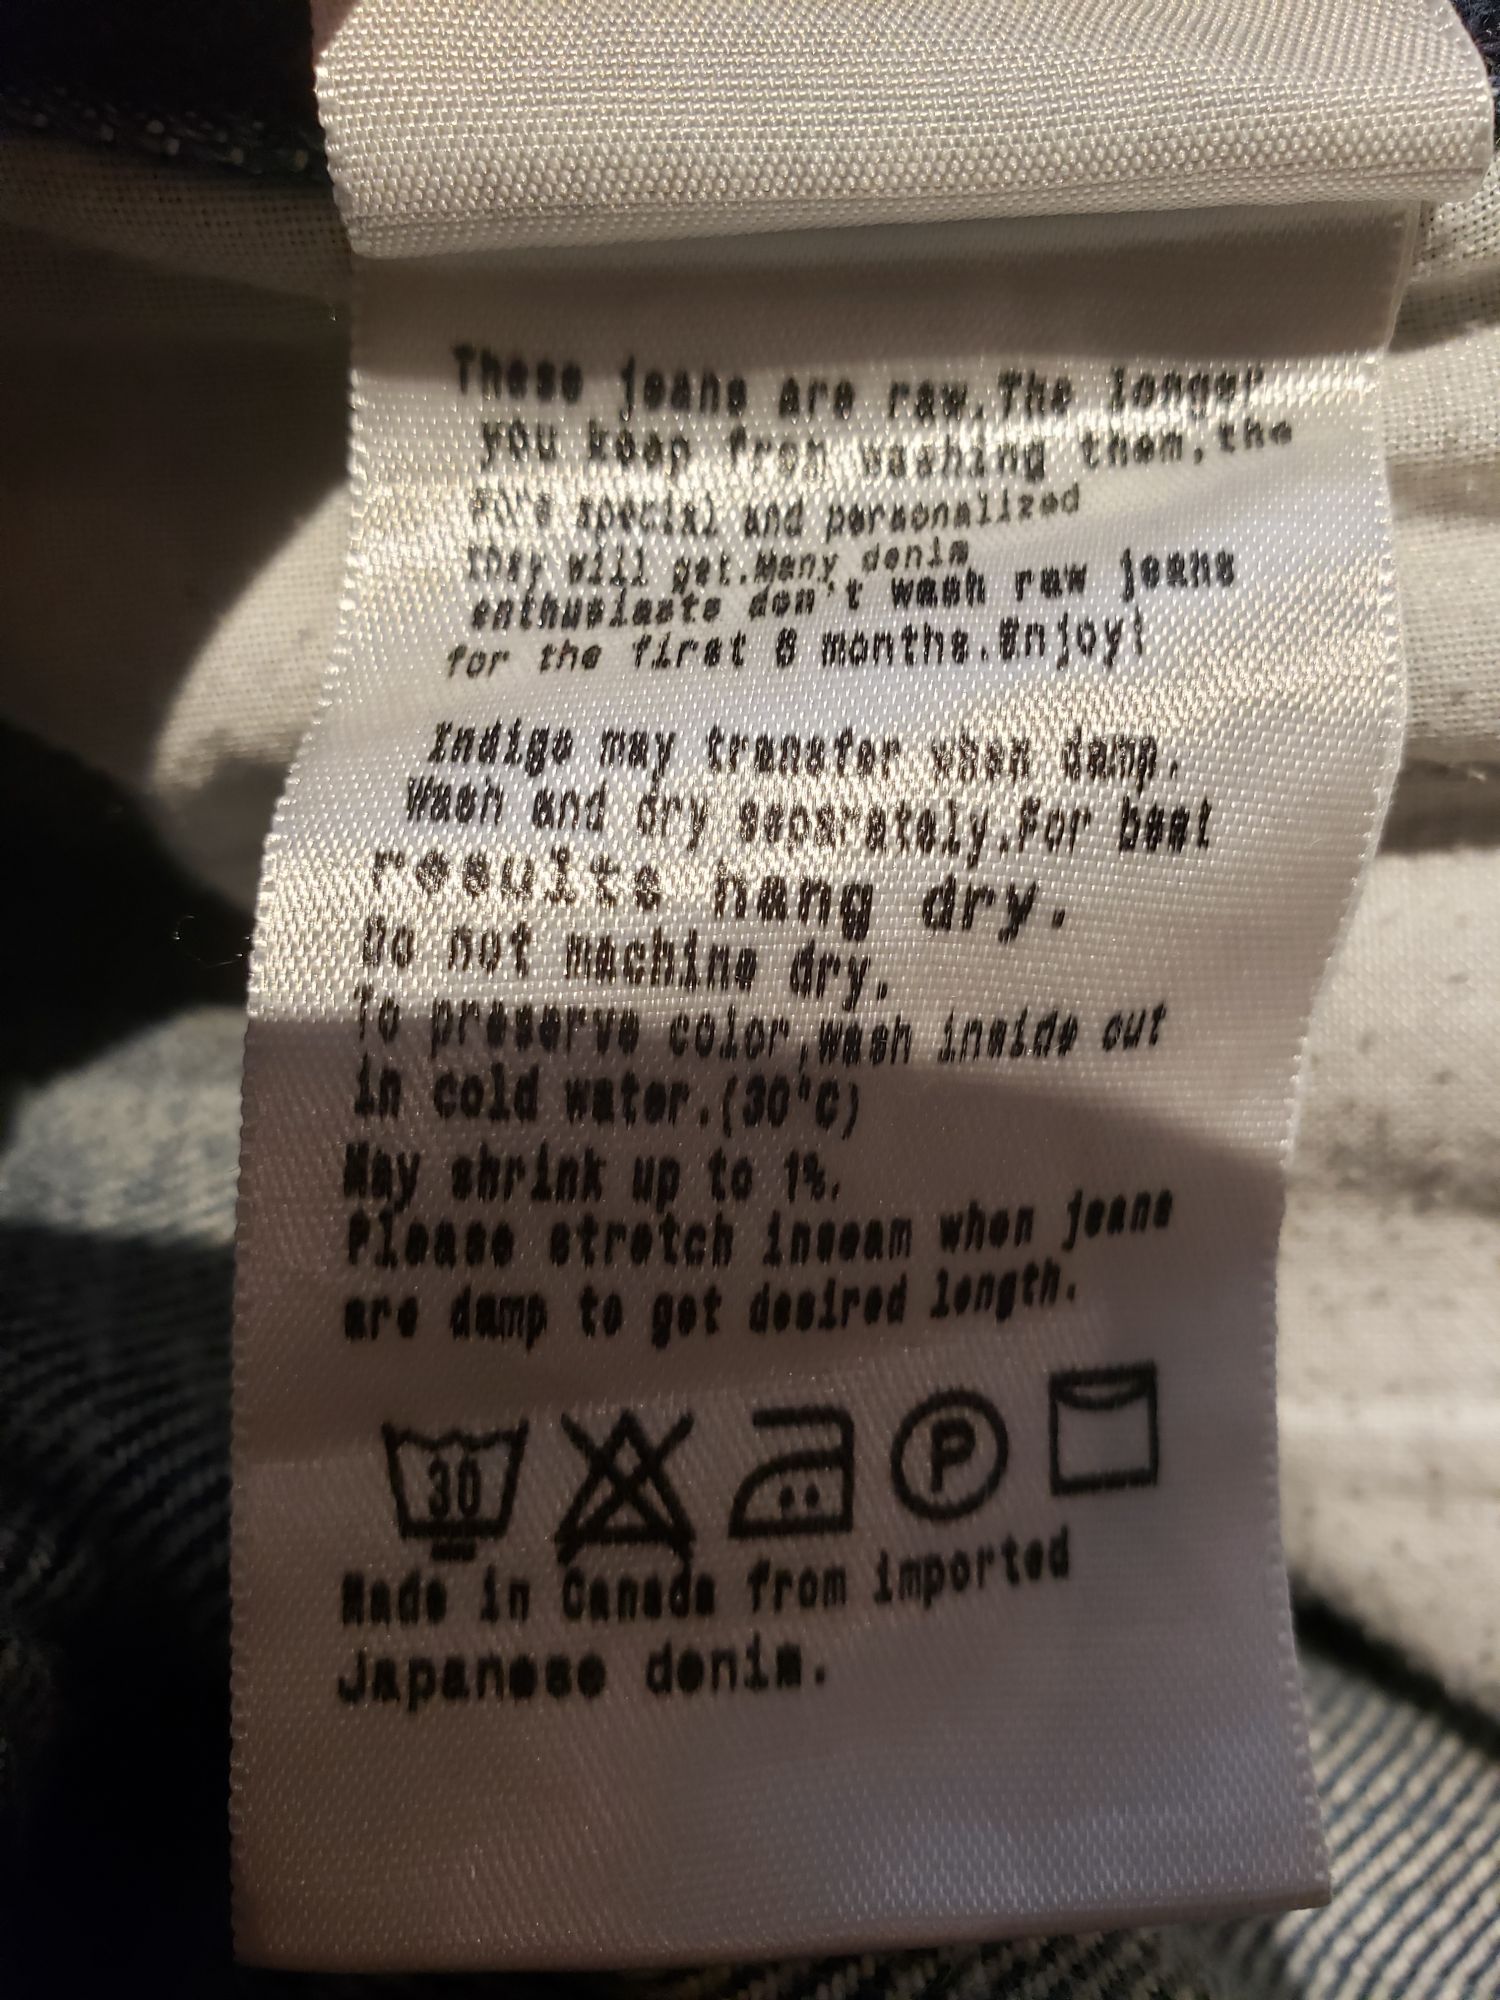 These jeans are raw.The longer
you keep from washing them,the
more special and personalized
they will get.Many denim
enthusiasts don't wash raw jeans
for the first 6 months.Enjoy!
Indigo may transfer when damp.
Wash and dry separately.For best
results hang dry.
Do not machine dry.
To preserve color,wash inside out
in cold water.(30°C)
May shrink up to 1%.
Please stretch inseam when jeans
are damp to get desired length.
30
P
Made in Canada from imported
Japanese denim.